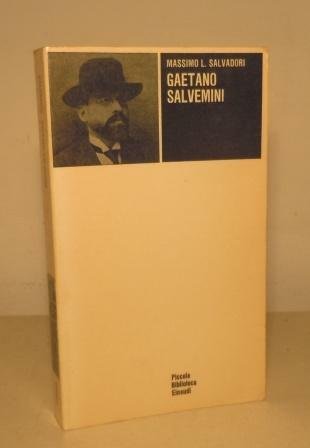 MASSIMO L. SALVADORI
GAETANO
SALVEMINI
Piccola
Biblioteca
Einaudi